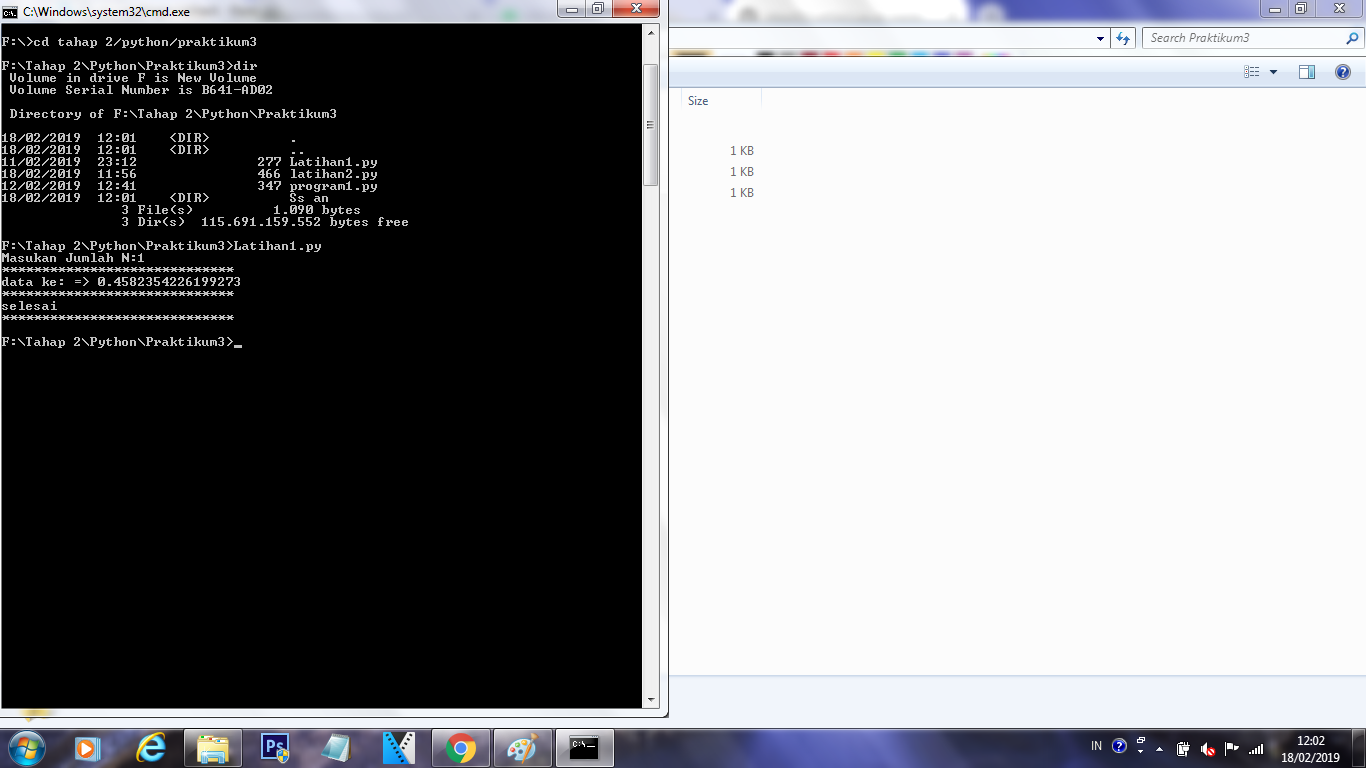 C:\Windows\system32\cmd.exe
F:\>cd tahap 2/python/praktikum3
F:\Tahap 2\Python\Praktikum3>dir
Volume in drive F is New Volume
Volume Serial Number is B641-AD02
Directory of F:\Tahap 2\Python\Praktikum3
18/02/2019 12:01 <DIR> .
18/02/2019 12:01 <DIR> ..
11/02/2019 23:12 277 Latihan1.py
18/02/2019 11:56 466 latihan2.py
12/02/2019 12:41 347 program1.py
18/02/2019 12:01 <DIR> Ss an
3 File(s) 1.090 bytes
3 Dir(s) 115.691.159.552 bytes free
F:\Tahap 2\Python\Praktikum3>Latihan1.py
Masukan Jumlah N:1
*****************************
data ke: => 0.4582354226199273
*****************************
selesai
*****************************
F:\Tahap 2\Python\Praktikum3>_
Search Praktikum3
Size
1 KB
1 KB
1 KB
Ps
C:\_
IN
12:02
18/02/2019